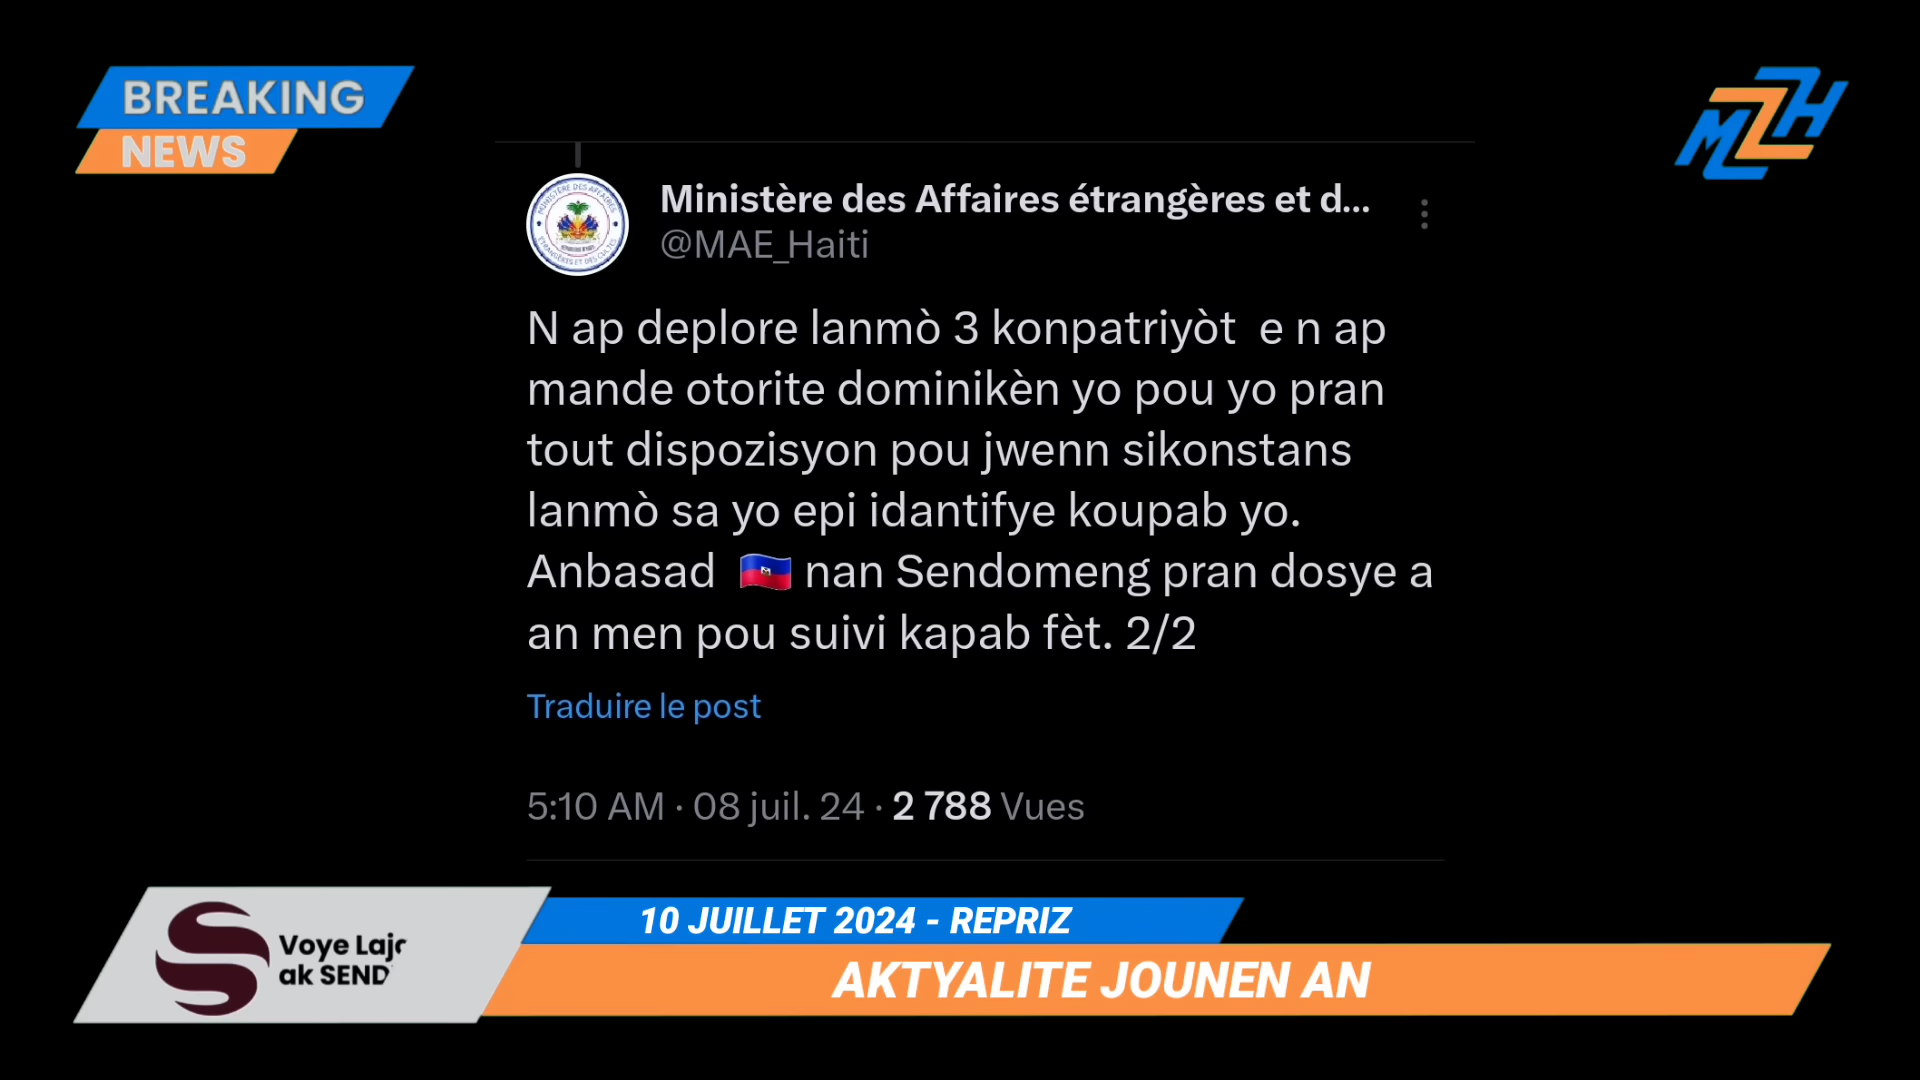 BREAKING
NEWS
MZH
Ministère des Affaires étrangères et d...
@MAE_Haiti
N ap deplore lanmò 3 konpatriyòt e n ap
mande otorite dominikèn yo pou yo pran
tout dispozisyon pou jwenn sikonstans
lanmò sa yo epi idantifye koupab yo.
Anbasad 🇭🇹 nan Sendomeng pran dosye a
an men pou suivi kapab fèt. 2/2
Traduire le post
5:10 AM · 08 juil. 24 · 2 788 Vues
10 JUILLET 2024 - REPRIZ
AKTYALITE JOUNEN AN
Voye
ak SEND